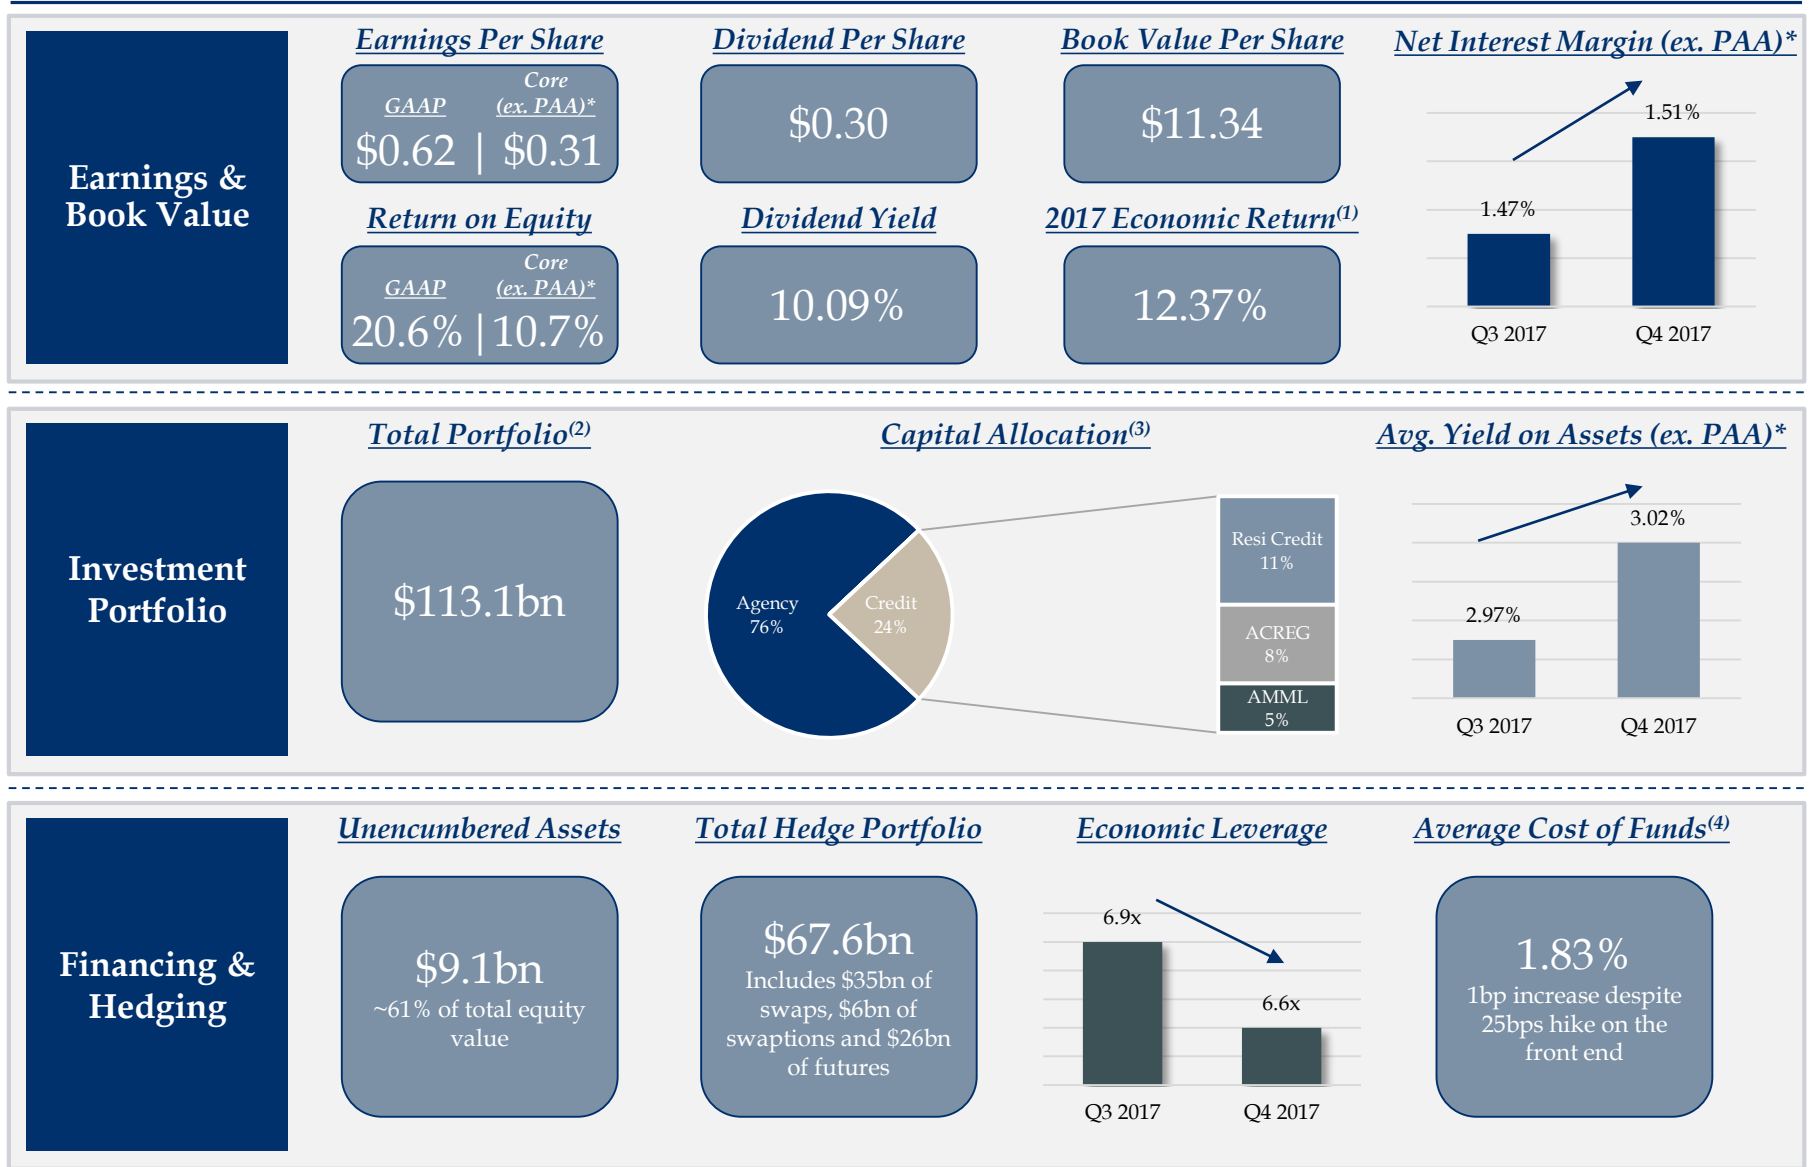 Earnings &
Book Value
Earnings Per Share
GAAP
Core
(ex. PAA)*
$0.62 | $0.31
Dividend Per Share
$0.30
Book Value Per Share
$11.34
Return on Equity
GAAP
Core
(ex. PAA)*
20.6% | 10.7%
Dividend Yield
10.09%
2017 Economic Return(1)
12.37%
Net Interest Margin (ex. PAA)*
1.51%
1.47%
Q3 2017
Q4 2017
Investment
Portfolio
Total Portfolio(2)
$113.1bn
Capital Allocation(3)
Agency
76%
Credit
24%
Resi Credit
11%
ACREG
8%
AMML
5%
Avg. Yield on Assets (ex. PAA)*
3.02%
2.97%
Q3 2017
Q4 2017
Financing &
Hedging
Unencumbered Assets
$9.1bn
~61% of total equity
value
Total Hedge Portfolio
$67.6bn
Includes $35bn of
swaps, $6bn of
swaptions and $26bn
of futures
Economic Leverage
6.9x
6.6x
Q3 2017
Q4 2017
Average Cost of Funds(4)
1.83%
1bp increase despite
25bps hike on the
front end